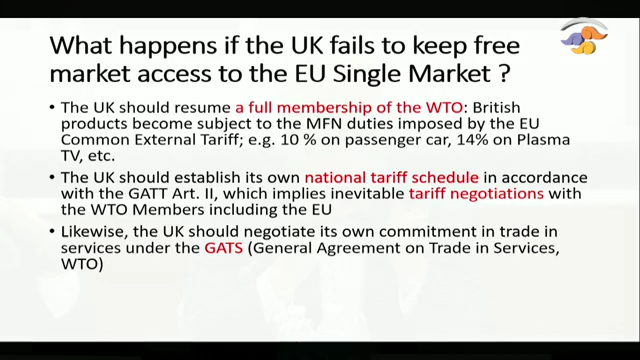 What happens if the UK fails to keep free
market access to the EU Single Market ?
• The UK should resume a full membership of the WTO: British
products become subject to the MFN duties imposed by the EU
Common External Tariff; e.g. 10 % on passenger car, 14% on Plasma
TV, etc.
• The UK should establish its own national tariff schedule in accordance
with the GATT Art. II, which implies inevitable tariff negotiations with
the WTO Members including the EU
• Likewise, the UK should negotiate its own commitment in trade in
services under the GATS (General Agreement on Trade in Services,
WTO)